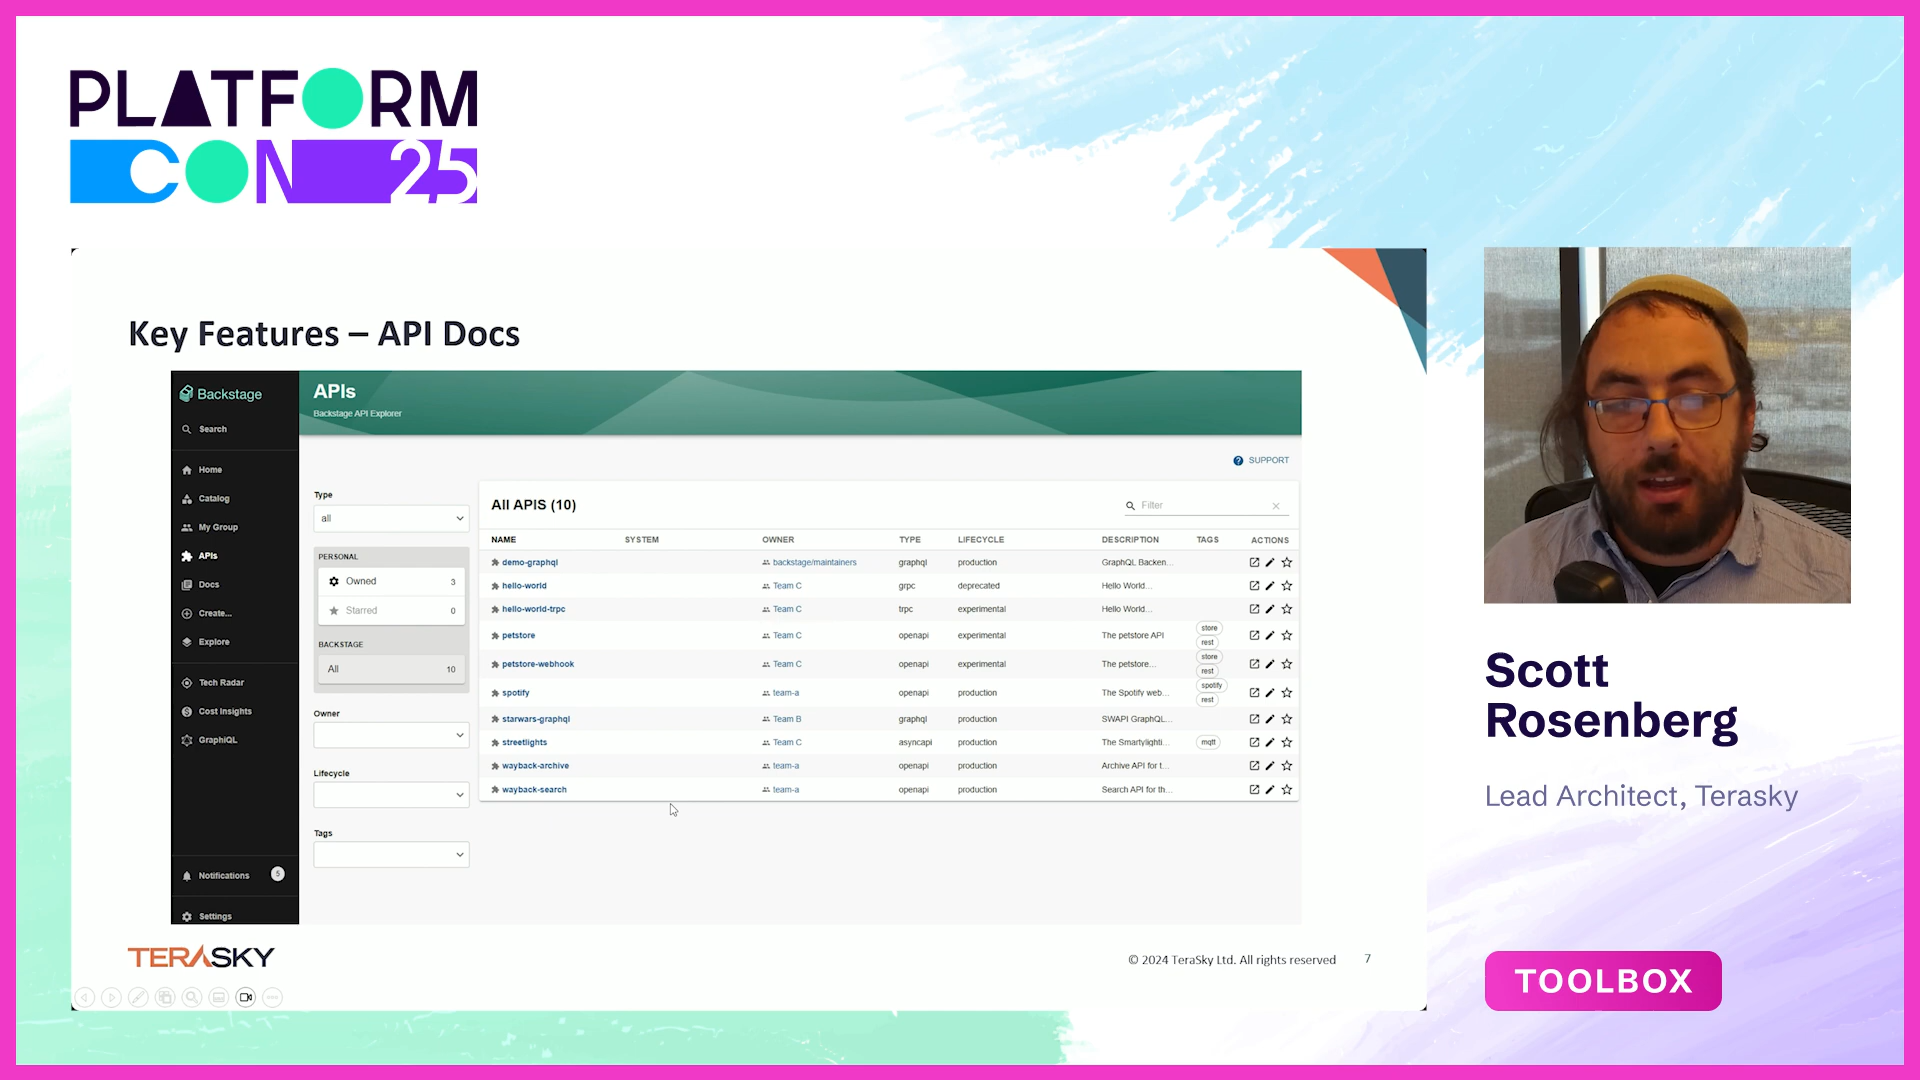 PLATFORM
CON 25
Key Features – API Docs
Backstage
Search
Home
Catalog
My Group
APIs
Docs
Create...
Explore
Tech Radar
Cost Insights
GraphiQL
Notifications 5
Settings
APIs
Backstage API Explorer
SUPPORT
Type
all
PERSONAL
Owned 3
Starred 0
BACKSTAGE
All 10
Owner
Lifecycle
Tags
All APIS (10)
Filter
NAME SYSTEM OWNER TYPE LIFECYCLE DESCRIPTION TAGS ACTIONS
demo-graphql backstage/maintainers graphql production GraphQL Backen...
hello-world Team C grpc deprecated Hello World...
hello-world-trpc Team C trpc experimental Hello World...
petstore Team C openapi experimental The petstore API store rest
petstore-webhook Team C openapi experimental The petstore... store rest
spotify team-a openapi production The Spotify web... spotify rest
starwars-graphql Team B graphql production SWAPI GraphQL...
streetlights Team C asyncapi production The Smartylighti... mqtt
wayback-archive team-a openapi production Archive API for t...
wayback-search team-a openapi production Search API for th...
TERASKY
© 2024 TeraSky Ltd. All rights reserved 7
Scott
Rosenberg
Lead Architect, Terasky
TOOLBOX